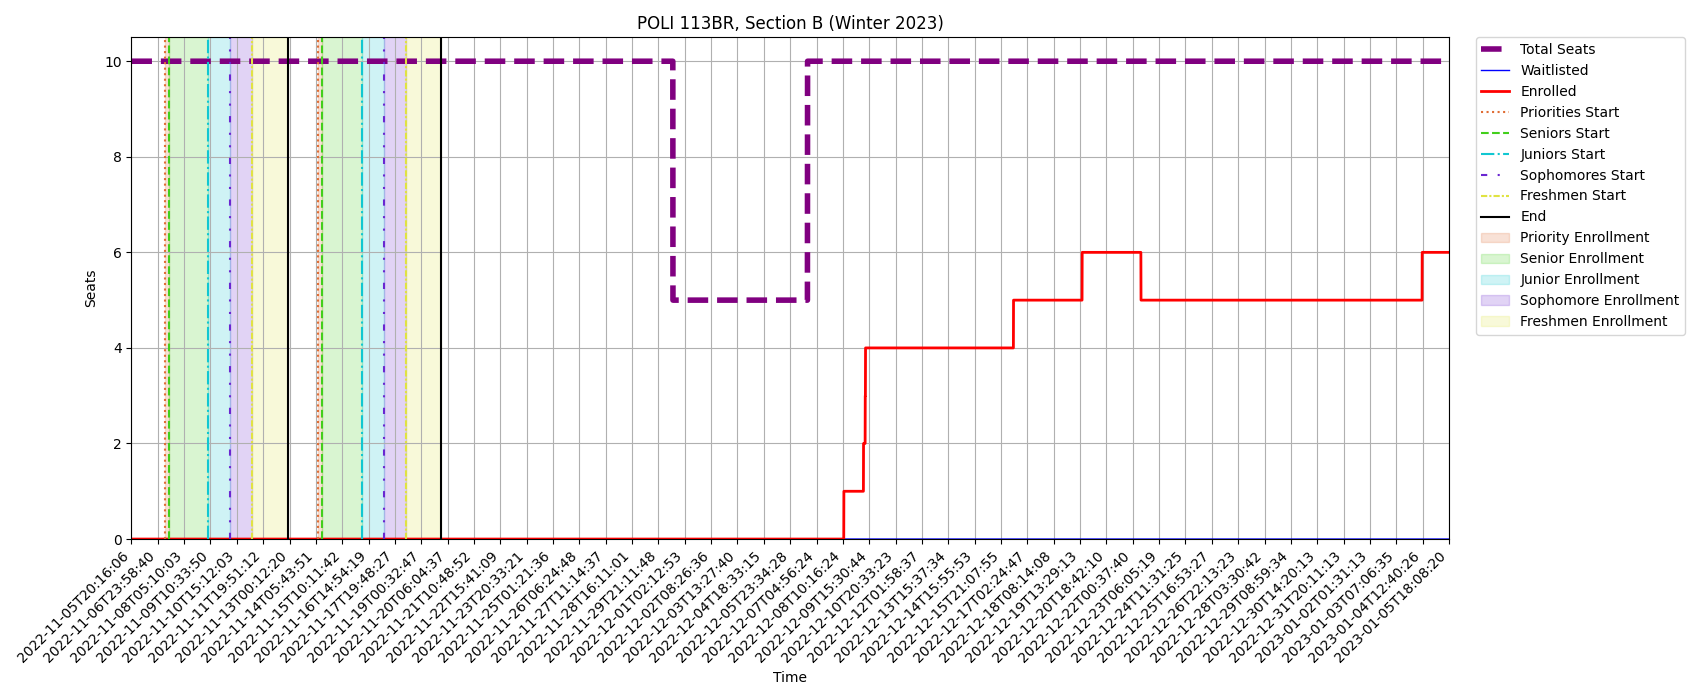 POLI 113BR, Section B (Winter 2023)
Total Seats
Waitlisted
Enrolled
Priorities Start
Seniors Start
Juniors Start
Sophomores Start
Freshmen Start
End
Priority Enrollment
Senior Enrollment
Junior Enrollment
Sophomore Enrollment
Freshmen Enrollment
Seats
10
8
6
4
2
0
2022-11-05T20:16:06
2022-11-06T23:58:40
2022-11-08T05:10:03
2022-11-09T10:33:50
2022-11-10T15:12:03
2022-11-11T19:51:12
2022-11-13T00:12:20
2022-11-14T05:43:51
2022-11-15T10:11:42
2022-11-16T14:54:19
2022-11-17T19:48:27
2022-11-19T00:32:47
2022-11-20T06:04:37
2022-11-21T10:48:52
2022-11-22T15:41:09
2022-11-23T20:33:21
2022-11-25T01:21:36
2022-11-26T06:24:48
2022-11-27T11:14:37
2022-11-28T16:11:01
2022-11-29T21:11:48
2022-12-01T02:12:53
2022-12-02T08:26:36
2022-12-03T13:27:40
2022-12-04T18:33:15
2022-12-05T23:34:28
2022-12-07T04:56:24
2022-12-08T10:16:24
2022-12-09T15:30:44
2022-12-10T20:33:23
2022-12-12T01:58:37
2022-12-13T15:37:34
2022-12-14T15:55:53
2022-12-15T21:07:55
2022-12-17T02:24:47
2022-12-18T08:14:08
2022-12-19T13:29:13
2022-12-20T18:42:10
2022-12-22T00:37:40
2022-12-23T06:05:19
2022-12-24T11:31:25
2022-12-25T16:53:27
2022-12-26T22:13:23
2022-12-28T03:30:42
2022-12-29T08:59:34
2022-12-30T14:20:13
2022-12-31T20:11:13
2023-01-02T01:31:13
2023-01-03T07:06:35
2023-01-04T12:40:26
2023-01-05T18:08:20
Time